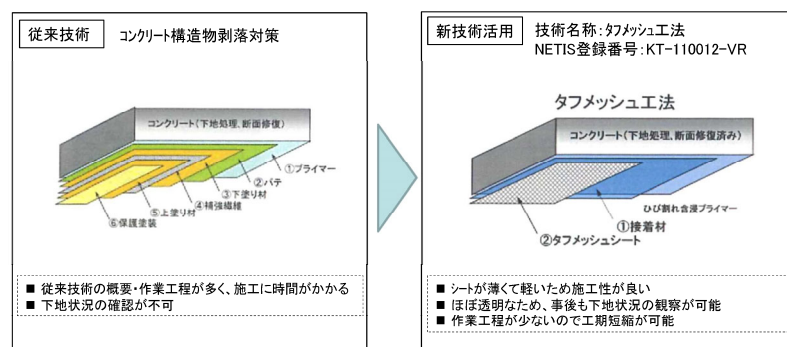 従来技術 コンクリート構造物剥落対策
コンクリート(下地処理、断面修復)
①プライマー
②パテ
③下塗り材
④補強繊維
⑤上塗り材
⑥保護塗装
■ 従来技術の概要・作業工程が多く、施工に時間がかかる
■ 下地状況の確認が不可
新技術活用 技術名称:タフメッシュ工法
NETIS登録番号:KT-110012-VR
タフメッシュ工法
コンクリート(下地処理、断面修復済み)
ひび割れ含浸プライマー
①接着材
②タフメッシュシート
■ シートが薄くて軽いため施工性が良い
■ ほぼ透明なため、事後も下地状況の観察が可能
■ 作業工程が少ないので工期短縮が可能